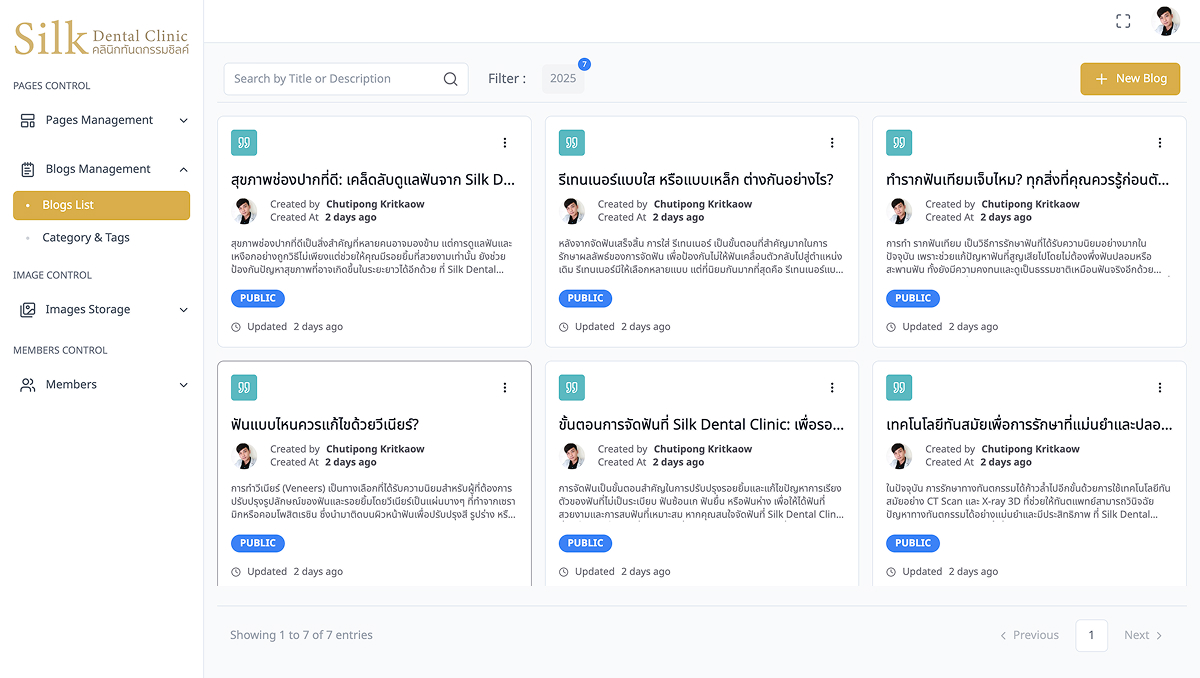 Silk Dental Clinic
คลินิกทันตกรรมซิลค์
PAGES CONTROL
Pages Management
Blogs Management
Blogs List
Category & Tags
IMAGE CONTROL
Images Storage
MEMBERS CONTROL
Members
Search by Title or Description
Filter :
2025
7
New Blog
สุขภาพช่องปากที่ดี: เคล็ดลับดูแลฟันจาก Silk D...
Created by Chutipong Kritkaow
Created At 2 days ago
สุขภาพช่องปากที่ดีเป็นสิ่งสำคัญที่หลายคนอาจมองข้าม แต่การดูแลฟันและ
เหงือกอย่างถูกวิธีไม่เพียงแต่ช่วยให้คุณมีรอยยิ้มที่สวยงามเท่านั้น ยังช่วย
ป้องกันปัญหาสุขภาพที่อาจเกิดขึ้นในระยะยาวได้อีกด้วย ที่ Silk Dental...
PUBLIC
Updated 2 days ago
รีเทนเนอร์แบบใส หรือแบบเหล็ก ต่างกันอย่างไร?
Created by Chutipong Kritkaow
Created At 2 days ago
หลังจากจัดฟันเสร็จสิ้น การใส่ รีเทนเนอร์ เป็นขั้นตอนที่สำคัญมากในการ
รักษาผลลัพธ์ของการจัดฟัน เพื่อป้องกันไม่ให้ฟันเคลื่อนตัวกลับไปสู่ตำแหน่ง
เดิม รีเทนเนอร์มีให้เลือกหลายแบบ แต่ที่นิยมกันมากที่สุดคือ รีเทนเนอร์แบ...
PUBLIC
Updated 2 days ago
ทำรากฟันเทียมเจ็บไหม? ทุกสิ่งที่คุณควรรู้ก่อนตั...
Created by Chutipong Kritkaow
Created At 2 days ago
การทำ รากฟันเทียม เป็นวิธีการรักษาฟันที่ได้รับความนิยมอย่างมากใน
ปัจจุบัน เพราะช่วยแก้ปัญหาฟันที่สูญเสียไปโดยไม่ต้องพึ่งฟันปลอมหรือ
สะพานฟัน ทั้งยังมีความคงทนและดูเป็นธรรมชาติเหมือนฟันจริงอีกด้วย...
PUBLIC
Updated 2 days ago
ฟันแบบไหนควรแก้ไขด้วยวีเนียร์?
Created by Chutipong Kritkaow
Created At 2 days ago
การทำวีเนียร์ (Veneers) เป็นทางเลือกที่ได้รับความนิยมสำหรับผู้ที่ต้องการ
ปรับปรุงรูปลักษณ์ของฟันและรอยยิ้มโดยวีเนียร์เป็นแผ่นบางๆ ที่ทำจากเซรา
มิกหรือคอมโพสิตเรซิน ซึ่งนำมาติดบนผิวหน้าฟันเพื่อปรับปรุงสี รูปร่าง หรื...
PUBLIC
Updated 2 days ago
ขั้นตอนการจัดฟันที่ Silk Dental Clinic: เพื่อรอ...
Created by Chutipong Kritkaow
Created At 2 days ago
การจัดฟันเป็นขั้นตอนสำคัญในการปรับปรุงรอยยิ้มและแก้ไขปัญหาการเรียง
ตัวของฟันที่ไม่เป็นระเบียบ ฟันซ้อนเก ฟันยื่น หรือฟันห่าง เพื่อให้ได้ฟันที่
สวยงามและการสบฟันที่เหมาะสม หากคุณสนใจจัดฟันที่ Silk Dental Clin...
PUBLIC
Updated 2 days ago
เทคโนโลยีทันสมัยเพื่อการรักษาที่แม่นยำและปลอ...
Created by Chutipong Kritkaow
Created At 2 days ago
ในปัจจุบัน การรักษาทางทันตกรรมได้ก้าวล้ำไปอีกขั้นด้วยการใช้เทคโนโลยีทัน
สมัยอย่าง CT Scan และ X-ray 3D ที่ช่วยให้ทันตแพทย์สามารถวินิจฉัย
ปัญหาทางทันตกรรมได้อย่างแม่นยำและมีประสิทธิภาพ ที่ Silk Dental...
PUBLIC
Updated 2 days ago
Showing 1 to 7 of 7 entries
Previous
1
Next